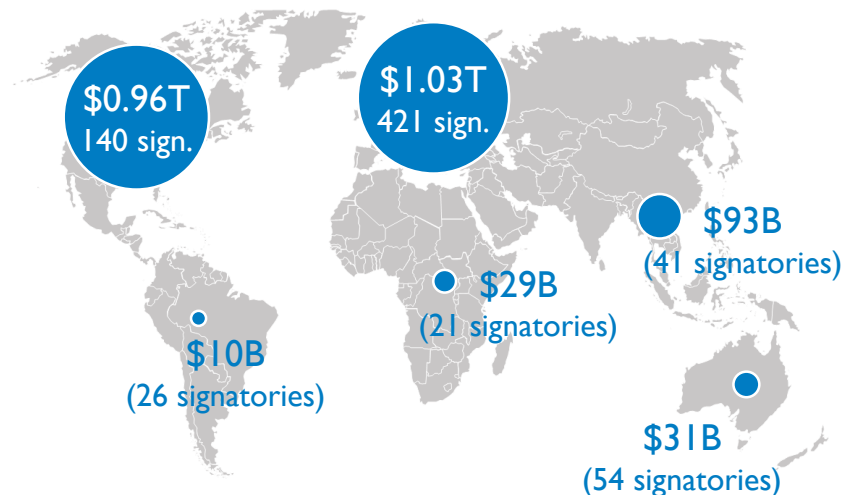 $0.96T
140 sign.
$1.03T
421 sign.
$93B
(41 signatories)
$29B
(21 signatories)
$10B
(26 signatories)
$31B
(54 signatories)